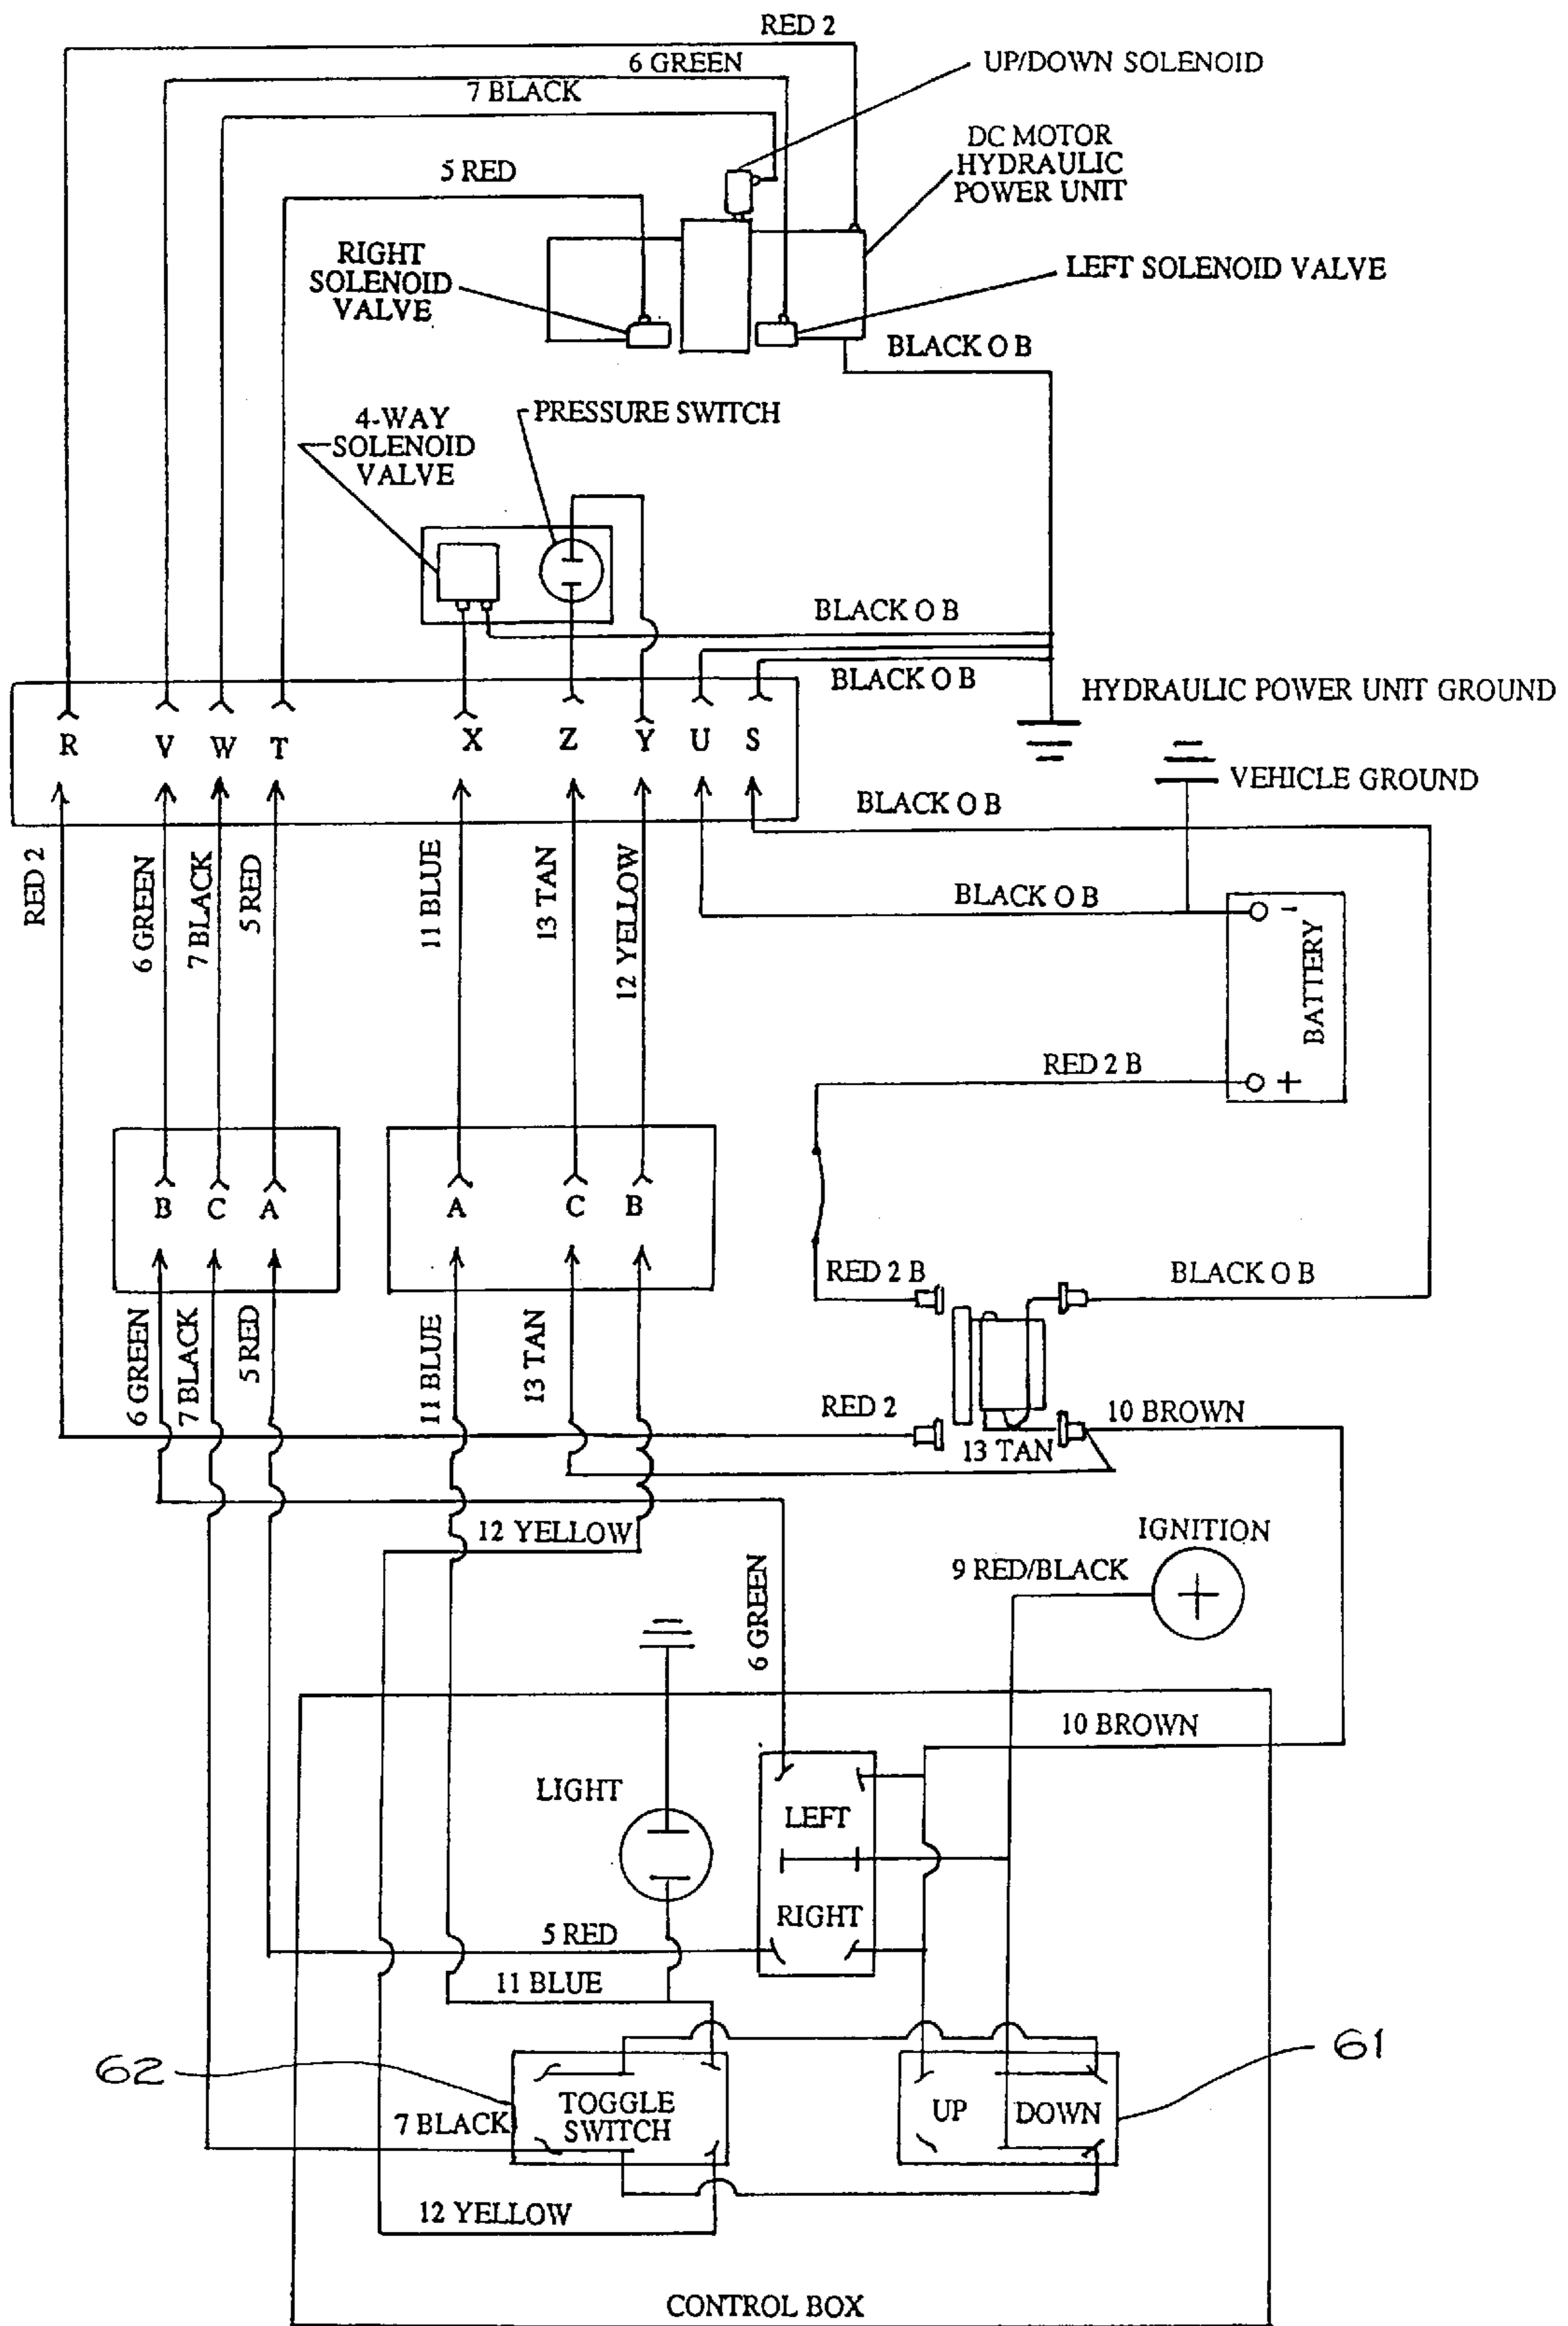 RED 2
6 GREEN
UP/DOWN SOLENOID
7 BLACK
DC MOTOR
HYDRAULIC
POWER UNIT
5 RED
RIGHT
SOLENOID
VALVE
LEFT SOLENOID VALVE
BLACK O B
4-WAY
SOLENOID
VALVE
PRESSURE SWITCH
BLACK O B
BLACK O B
HYDRAULIC POWER UNIT GROUND
R V W T X Z Y U S
VEHICLE GROUND
BLACK O B
RED 2
6 GREEN
7 BLACK
5 RED
11 BLUE
13 TAN
12 YELLOW
BLACK O B
-
BATTERY
RED 2 B
+
B C A
A C B
RED 2 B
BLACK O B
6 GREEN
7 BLACK
5 RED
11 BLUE
13 TAN
RED 2
10 BROWN
13 TAN
12 YELLOW
IGNITION
9 RED/BLACK
+
6 GREEN
10 BROWN
LIGHT
LEFT
RIGHT
5 RED
11 BLUE
62
61
TOGGLE
SWITCH
7 BLACK
UP DOWN
12 YELLOW
CONTROL BOX